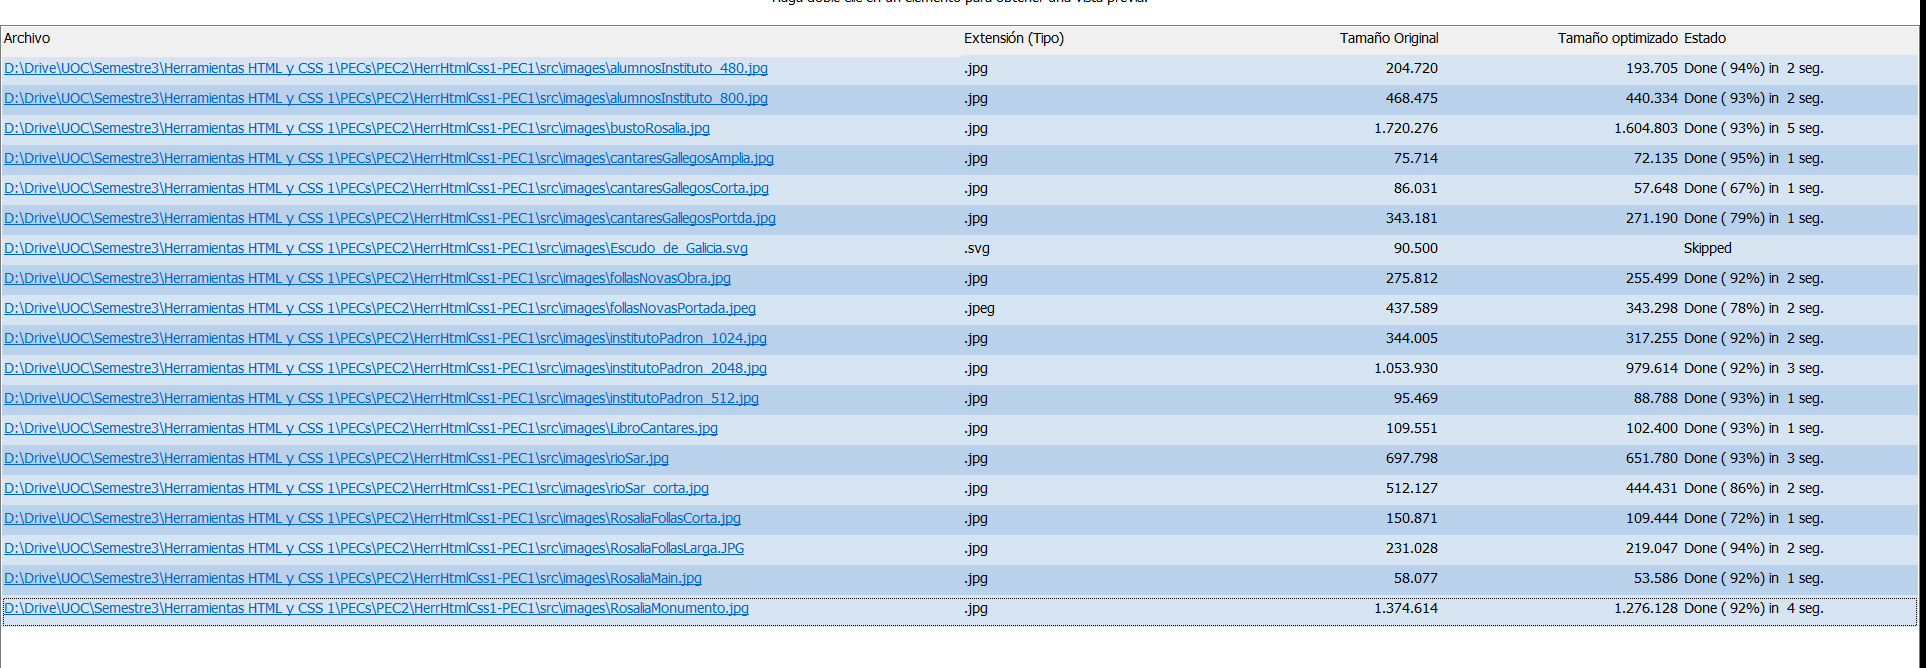 Haga doble clic en un elemento para obtener una vista previa.
Archivo Extensión (Tipo) Tamaño Original Tamaño optimizado Estado
D:\Drive\UOC\Semestre3\Herramientas HTML y CSS 1\PECs\PEC2\HerrHtmlCss1-PEC1\src\images\alumnosInstituto_480.jpg .jpg 204.720 193.705 Done ( 94%) in 2 seg.
D:\Drive\UOC\Semestre3\Herramientas HTML y CSS 1\PECs\PEC2\HerrHtmlCss1-PEC1\src\images\alumnosInstituto_800.jpg .jpg 468.475 440.334 Done ( 93%) in 2 seg.
D:\Drive\UOC\Semestre3\Herramientas HTML y CSS 1\PECs\PEC2\HerrHtmlCss1-PEC1\src\images\bustoRosalia.jpg .jpg 1.720.276 1.604.803 Done ( 93%) in 5 seg.
D:\Drive\UOC\Semestre3\Herramientas HTML y CSS 1\PECs\PEC2\HerrHtmlCss1-PEC1\src\images\cantaresGallegosAmplia.jpg .jpg 75.714 72.135 Done ( 95%) in 1 seg.
D:\Drive\UOC\Semestre3\Herramientas HTML y CSS 1\PECs\PEC2\HerrHtmlCss1-PEC1\src\images\cantaresGallegosCorta.jpg .jpg 86.031 57.648 Done ( 67%) in 1 seg.
D:\Drive\UOC\Semestre3\Herramientas HTML y CSS 1\PECs\PEC2\HerrHtmlCss1-PEC1\src\images\cantaresGallegosPortda.jpg .jpg 343.181 271.190 Done ( 79%) in 1 seg.
D:\Drive\UOC\Semestre3\Herramientas HTML y CSS 1\PECs\PEC2\HerrHtmlCss1-PEC1\src\images\Escudo_de_Galicia.svg .svg 90.500 Skipped
D:\Drive\UOC\Semestre3\Herramientas HTML y CSS 1\PECs\PEC2\HerrHtmlCss1-PEC1\src\images\follasNovasObra.jpg .jpg 275.812 255.499 Done ( 92%) in 2 seg.
D:\Drive\UOC\Semestre3\Herramientas HTML y CSS 1\PECs\PEC2\HerrHtmlCss1-PEC1\src\images\follasNovasPortada.jpeg .jpeg 437.589 343.298 Done ( 78%) in 2 seg.
D:\Drive\UOC\Semestre3\Herramientas HTML y CSS 1\PECs\PEC2\HerrHtmlCss1-PEC1\src\images\institutoPadron_1024.jpg .jpg 344.005 317.255 Done ( 92%) in 2 seg.
D:\Drive\UOC\Semestre3\Herramientas HTML y CSS 1\PECs\PEC2\HerrHtmlCss1-PEC1\src\images\institutoPadron_2048.jpg .jpg 1.053.930 979.614 Done ( 92%) in 3 seg.
D:\Drive\UOC\Semestre3\Herramientas HTML y CSS 1\PECs\PEC2\HerrHtmlCss1-PEC1\src\images\institutoPadron_512.jpg .jpg 95.469 88.788 Done ( 93%) in 1 seg.
D:\Drive\UOC\Semestre3\Herramientas HTML y CSS 1\PECs\PEC2\HerrHtmlCss1-PEC1\src\images\LibroCantares.jpg .jpg 109.551 102.400 Done ( 93%) in 1 seg.
D:\Drive\UOC\Semestre3\Herramientas HTML y CSS 1\PECs\PEC2\HerrHtmlCss1-PEC1\src\images\rioSar.jpg .jpg 697.798 651.780 Done ( 93%) in 3 seg.
D:\Drive\UOC\Semestre3\Herramientas HTML y CSS 1\PECs\PEC2\HerrHtmlCss1-PEC1\src\images\rioSar_corta.jpg .jpg 512.127 444.431 Done ( 86%) in 2 seg.
D:\Drive\UOC\Semestre3\Herramientas HTML y CSS 1\PECs\PEC2\HerrHtmlCss1-PEC1\src\images\RosaliaFollasCorta.jpg .jpg 150.871 109.444 Done ( 72%) in 1 seg.
D:\Drive\UOC\Semestre3\Herramientas HTML y CSS 1\PECs\PEC2\HerrHtmlCss1-PEC1\src\images\RosaliaFollasLarga.JPG .jpg 231.028 219.047 Done ( 94%) in 2 seg.
D:\Drive\UOC\Semestre3\Herramientas HTML y CSS 1\PECs\PEC2\HerrHtmlCss1-PEC1\src\images\RosaliaMain.jpg .jpg 58.077 53.586 Done ( 92%) in 1 seg.
D:\Drive\UOC\Semestre3\Herramientas HTML y CSS 1\PECs\PEC2\HerrHtmlCss1-PEC1\src\images\RosaliaMonumento.jpg .jpg 1.374.614 1.276.128 Done ( 92%) in 4 seg.